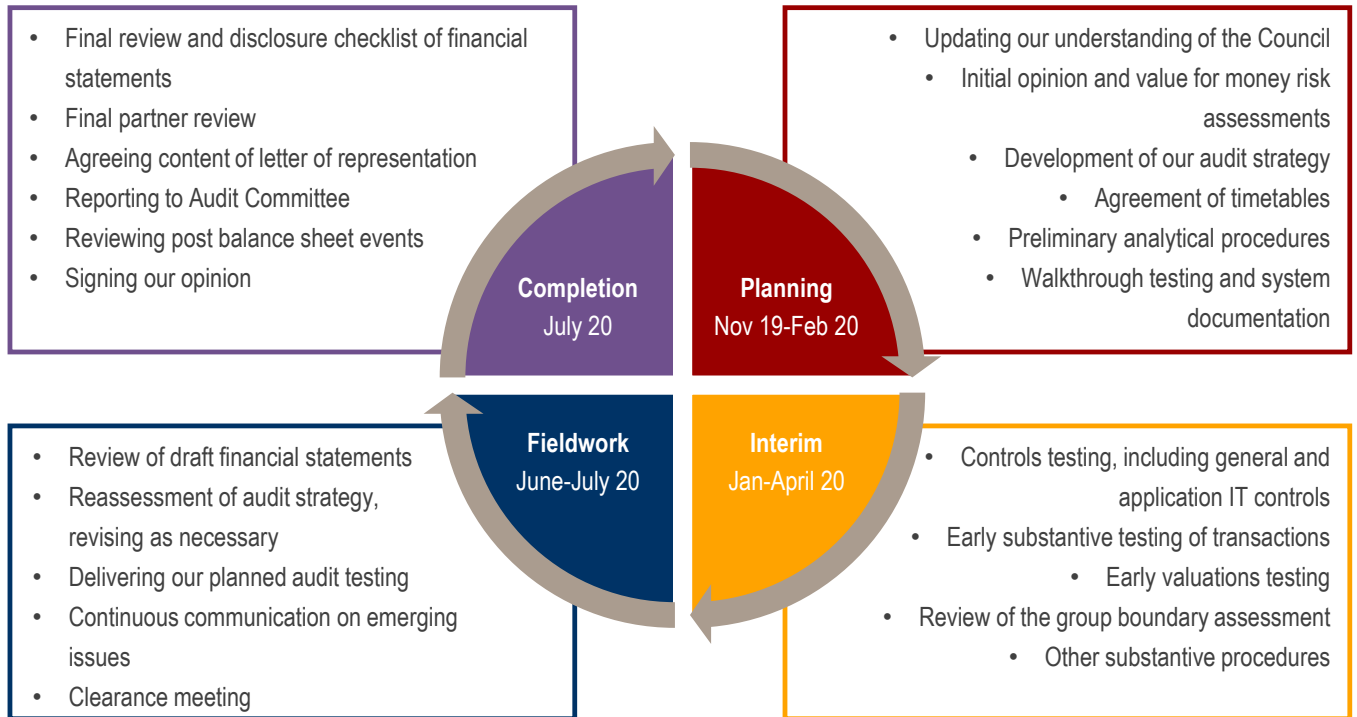 • Final review and disclosure checklist of financial
statements
• Final partner review
• Agreeing content of letter of representation
• Reporting to Audit Committee
• Reviewing post balance sheet events
• Signing our opinion
• Updating our understanding of the Council
• Initial opinion and value for money risk
assessments
• Development of our audit strategy
• Agreement of timetables
• Preliminary analytical procedures
• Walkthrough testing and system
documentation
Completion
July 20
Planning
Nov 19-Feb 20
Fieldwork
June-July 20
Interim
Jan-April 20
• Review of draft financial statements
• Reassessment of audit strategy,
revising as necessary
• Delivering our planned audit testing
• Continuous communication on emerging
issues
• Clearance meeting
• Controls testing, including general and
application IT controls
• Early substantive testing of transactions
• Early valuations testing
• Review of the group boundary assessment
• Other substantive procedures